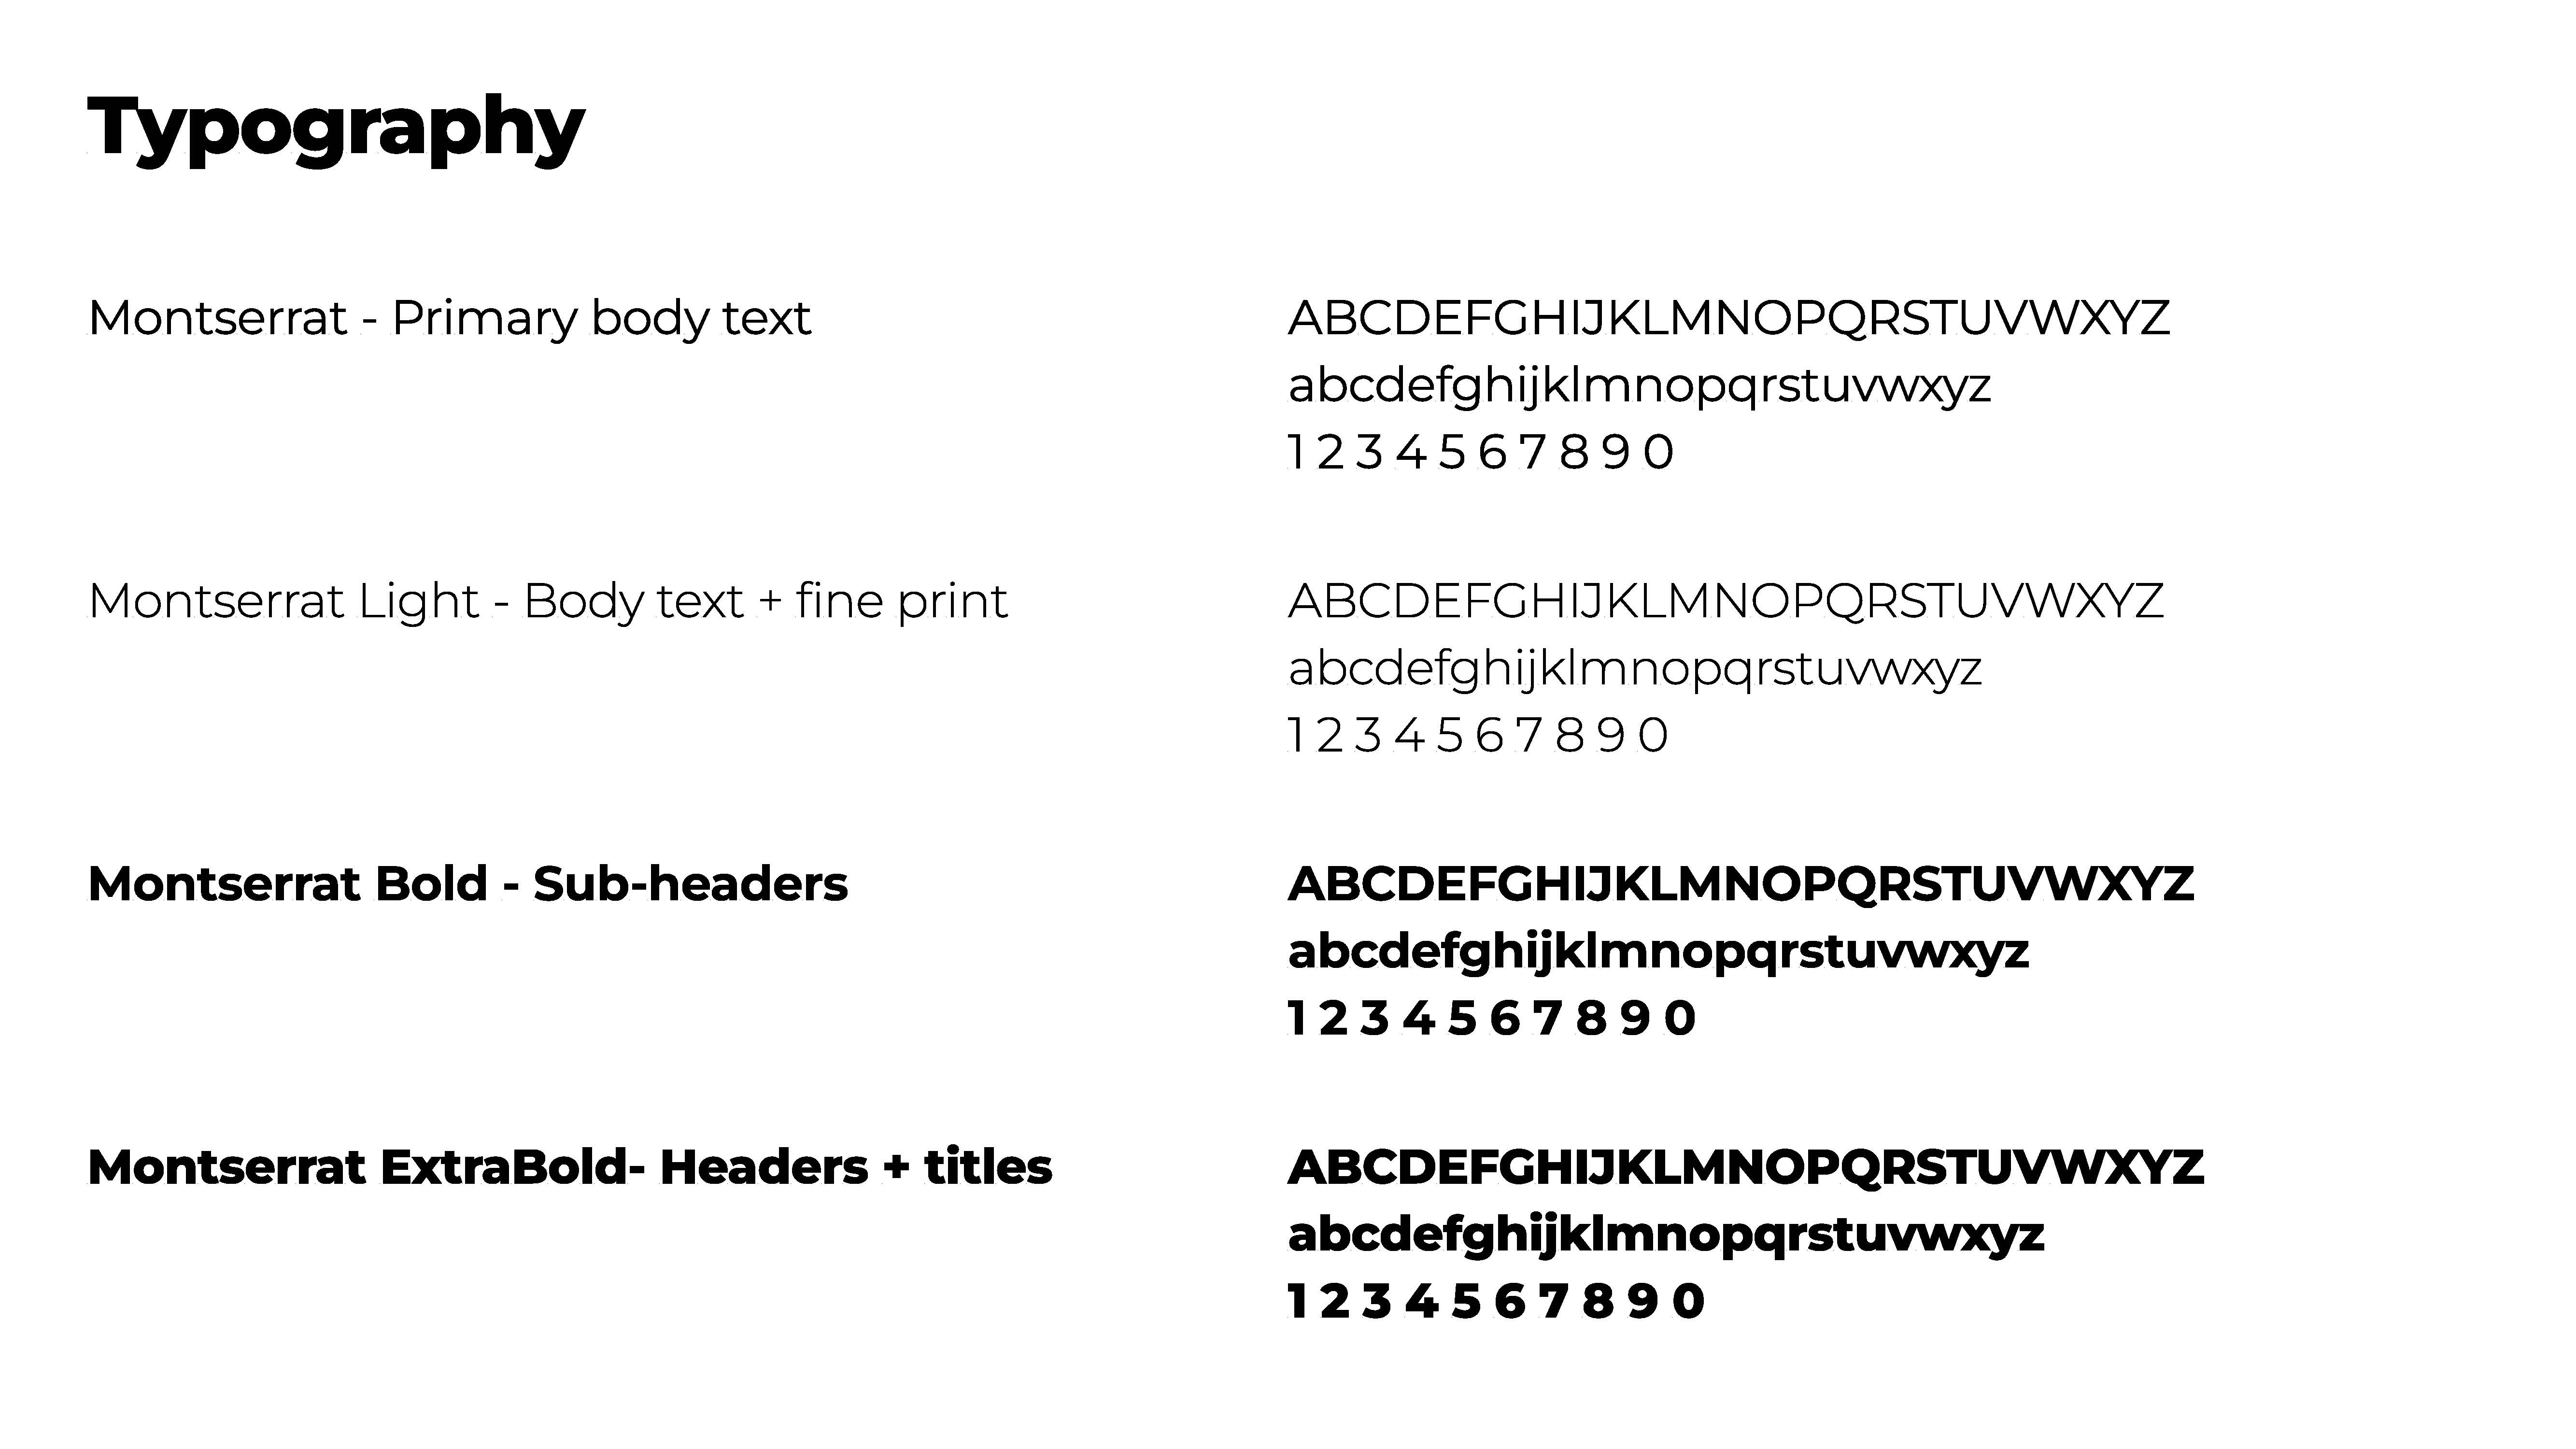 Typography
Montserrat - Primary body text
ABCDEFGHIJKLMNOPQRSTUVWXYZ
abcdefghijklmnopqrstuvwxyz
1 2 3 4 5 6 7 8 9 0
Montserrat Light - Body text + fine print
ABCDEFGHIJKLMNOPQRSTUVWXYZ
abcdefghijklmnopqrstuvwxyz
1 2 3 4 5 6 7 8 9 0
Montserrat Bold - Sub-headers
ABCDEFGHIJKLMNOPQRSTUVWXYZ
abcdefghijklmnopqrstuvwxyz
1 2 3 4 5 6 7 8 9 0
Montserrat ExtraBold- Headers + titles
ABCDEFGHIJKLMNOPQRSTUVWXYZ
abcdefghijklmnopqrstuvwxyz
1 2 3 4 5 6 7 8 9 0